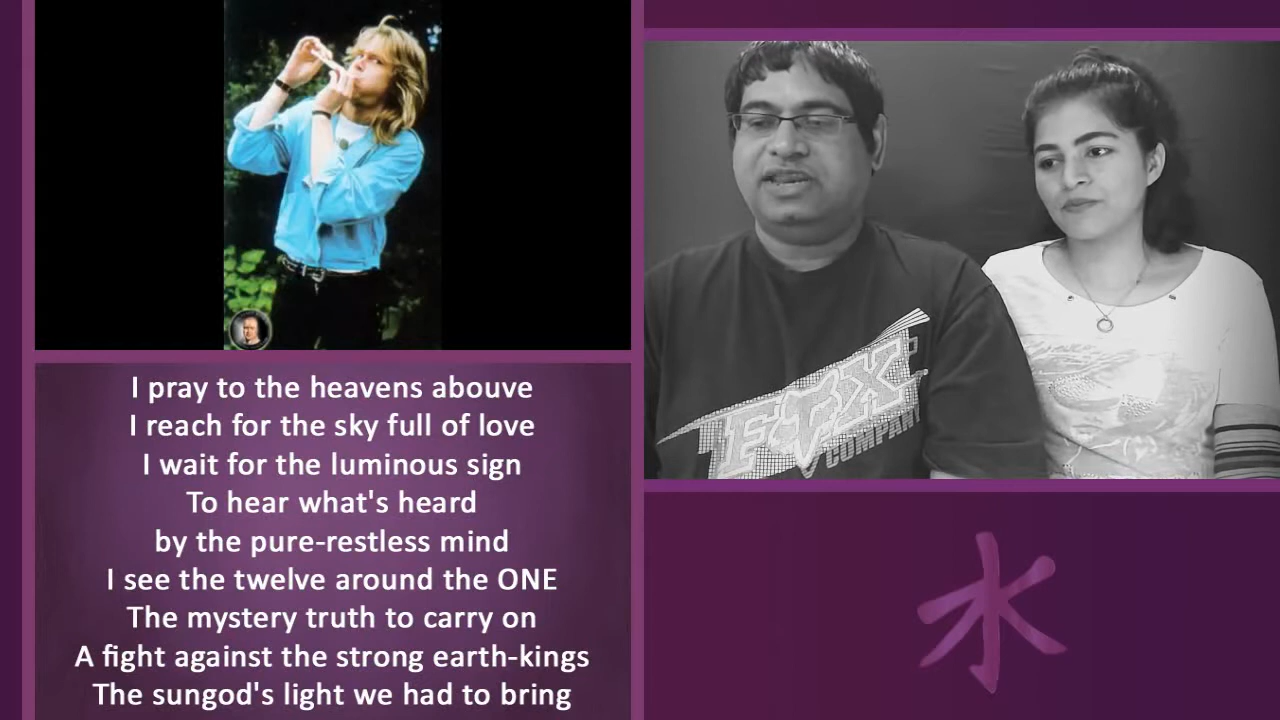 I pray to the heavens abouve
I reach for the sky full of love
I wait for the luminous sign
To hear what's heard
by the pure-restless mind
I see the twelve around the ONE
The mystery truth to carry on
A fight against the strong earth-kings
The sungod's light we had to bring
FOX
COMPANY
水